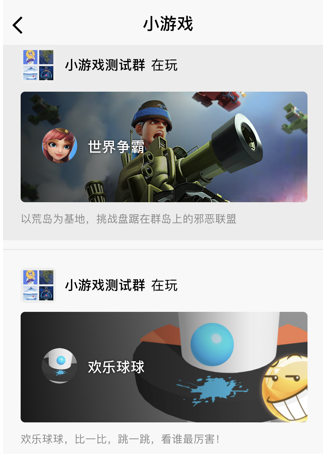 小游戏
小游戏测试群 在玩
世界争霸
以荒岛为基地，挑战盘踞在群岛上的邪恶联盟
小游戏测试群 在玩
欢乐球球
欢乐球球，比一比，跳一跳，看谁最厉害！